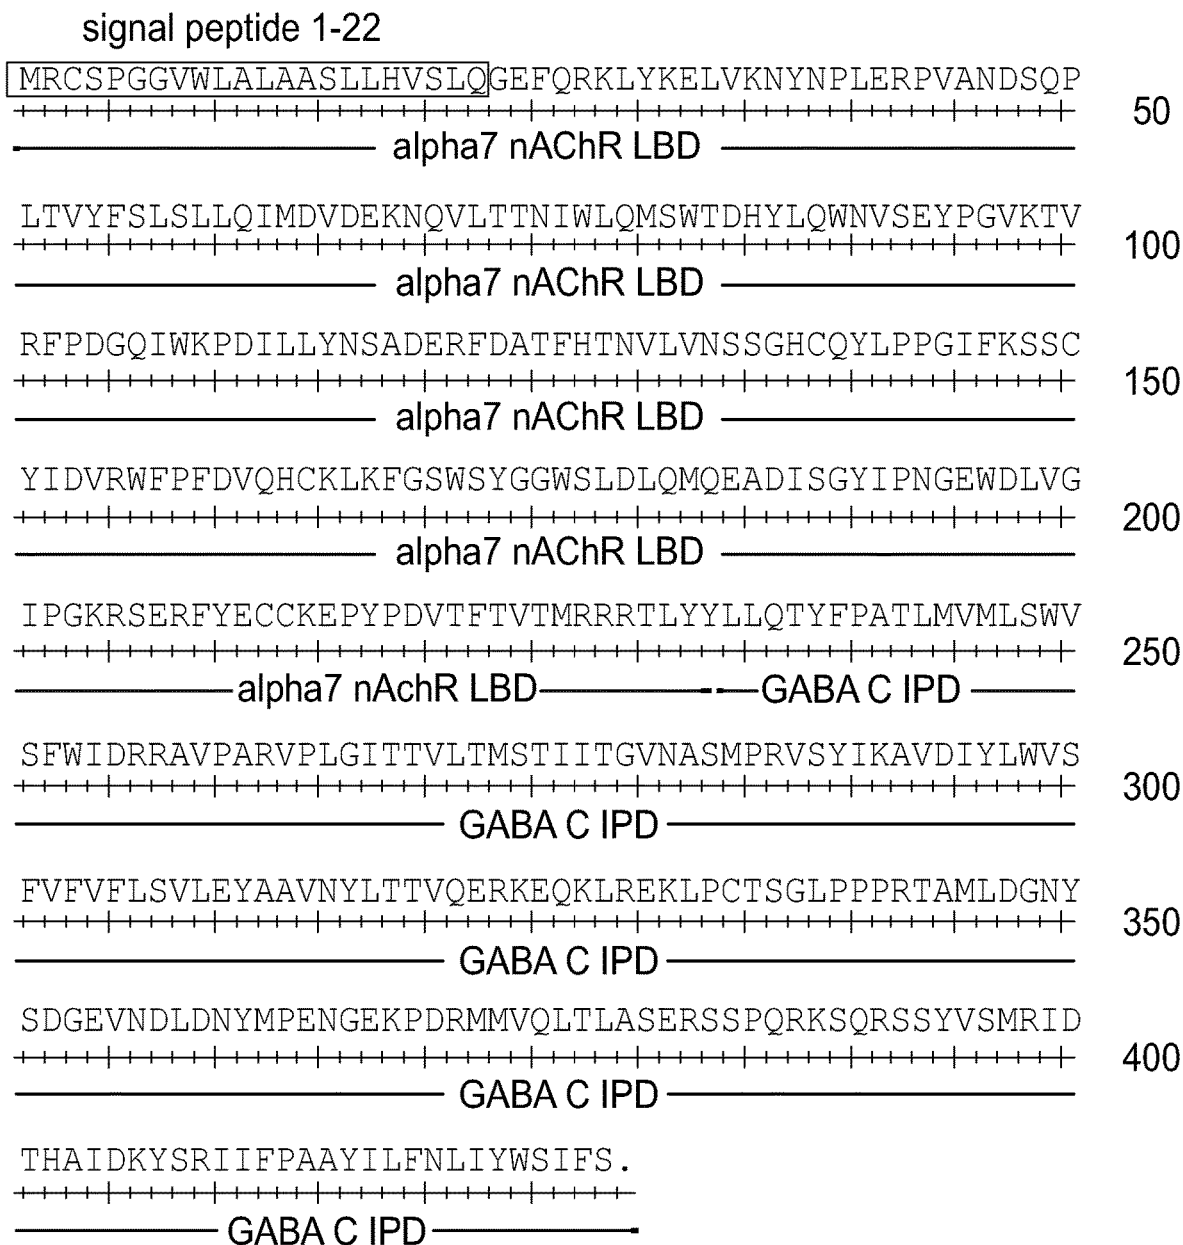 signal peptide 1-22
MRCSPGGVWLALAASLLHVSLQGEFQRKLYKELVKNYNPLERPVANDSQP 50
alpha7 nAChR LBD
LTVYFSLSLLQIMDVDEKNQVLTTNIWLQMSWTDHYLQWNVSEYPGVKTV 100
alpha7 nAChR LBD
RFPDGQIWKPDILLYNSADERFDATFHTNVLVNSSGHCQYLPPGIFKSSC 150
alpha7 nAChR LBD
YIDVRWFPFDVQHCKLKFGSWSYGGWSLDLQMQEADISGYIPNGEWDLVG 200
alpha7 nAChR LBD
IPGKRSERFYECCKEPYPDVTFTVTMRRRTLYYLLQTYFPATLMVMLSWV 250
alpha7 nAchR LBD GABA C IPD
SFWIDRRAVPARVPLGITTVLTMSTIITGVNASMPRVSYIKAVDIYLWVS 300
GABA C IPD
FVFVFLSVLEYAAVNYLTTVQERKEQKLREKLPCTSGLPPPRTAMLDGNY 350
GABA C IPD
SDGEVNDLDNYMPENGEKPDRMMVQLTLASERSSPQRKSQRSSYVSMRID 400
GABA C IPD
THAIDKYSRIIFPAAYILFNLIYWSIFS.
GABA C IPD